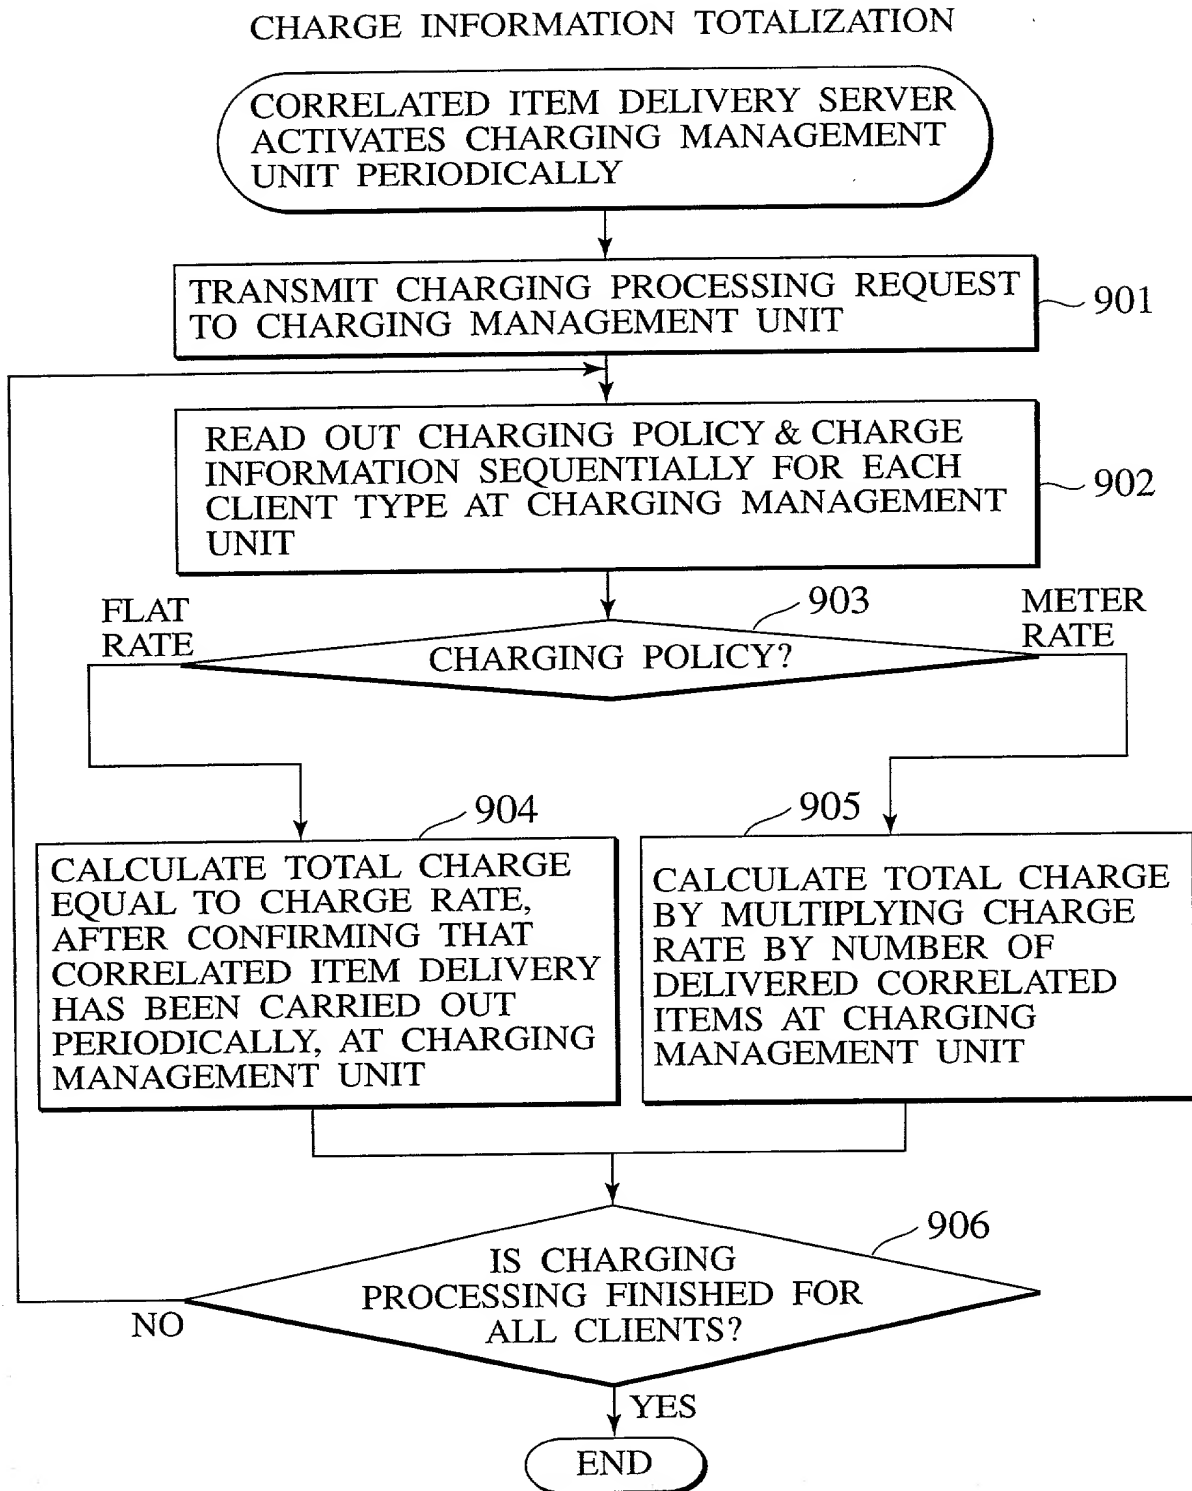 CHARGE INFORMATION TOTALIZATION
CORRELATED ITEM DELIVERY SERVER
ACTIVATES CHARGING MANAGEMENT
UNIT PERIODICALLY
TRANSMIT CHARGING PROCESSING REQUEST
TO CHARGING MANAGEMENT UNIT
901
READ OUT CHARGING POLICY & CHARGE
INFORMATION SEQUENTIALLY FOR EACH
CLIENT TYPE AT CHARGING MANAGEMENT
UNIT
902
903
FLAT
RATE
CHARGING POLICY?
METER
RATE
904
CALCULATE TOTAL CHARGE
EQUAL TO CHARGE RATE,
AFTER CONFIRMING THAT
CORRELATED ITEM DELIVERY
HAS BEEN CARRIED OUT
PERIODICALLY, AT CHARGING
MANAGEMENT UNIT
905
CALCULATE TOTAL CHARGE
BY MULTIPLYING CHARGE
RATE BY NUMBER OF
DELIVERED CORRELATED
ITEMS AT CHARGING
MANAGEMENT UNIT
906
IS CHARGING
PROCESSING FINISHED FOR
ALL CLIENTS?
NO
YES
END